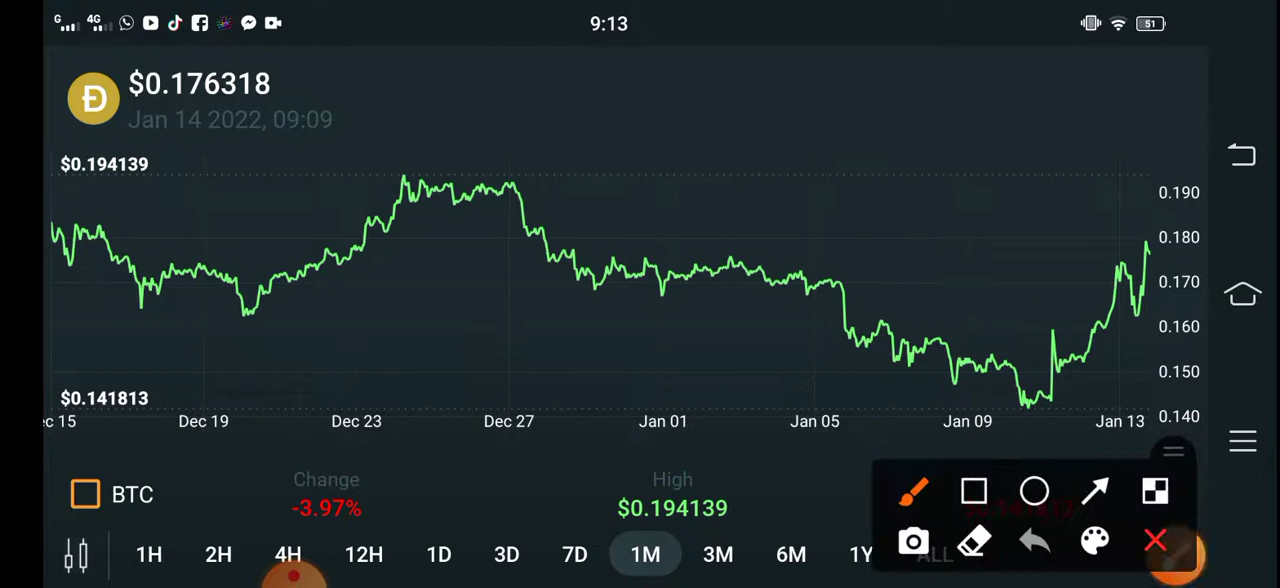 G 4G 9:13 51
Đ $0.176318
Jan 14 2022, 09:09
$0.194139
0.190
0.180
0.170
0.160
0.150
$0.141813
0.140
c 15 Dec 19 Dec 23 Dec 27 Jan 01 Jan 05 Jan 09 Jan 13
BTC
Change
-3.97%
High
$0.194139
1H 2H 4H 12H 1D 3D 7D 1M 3M 6M 1Y ALL